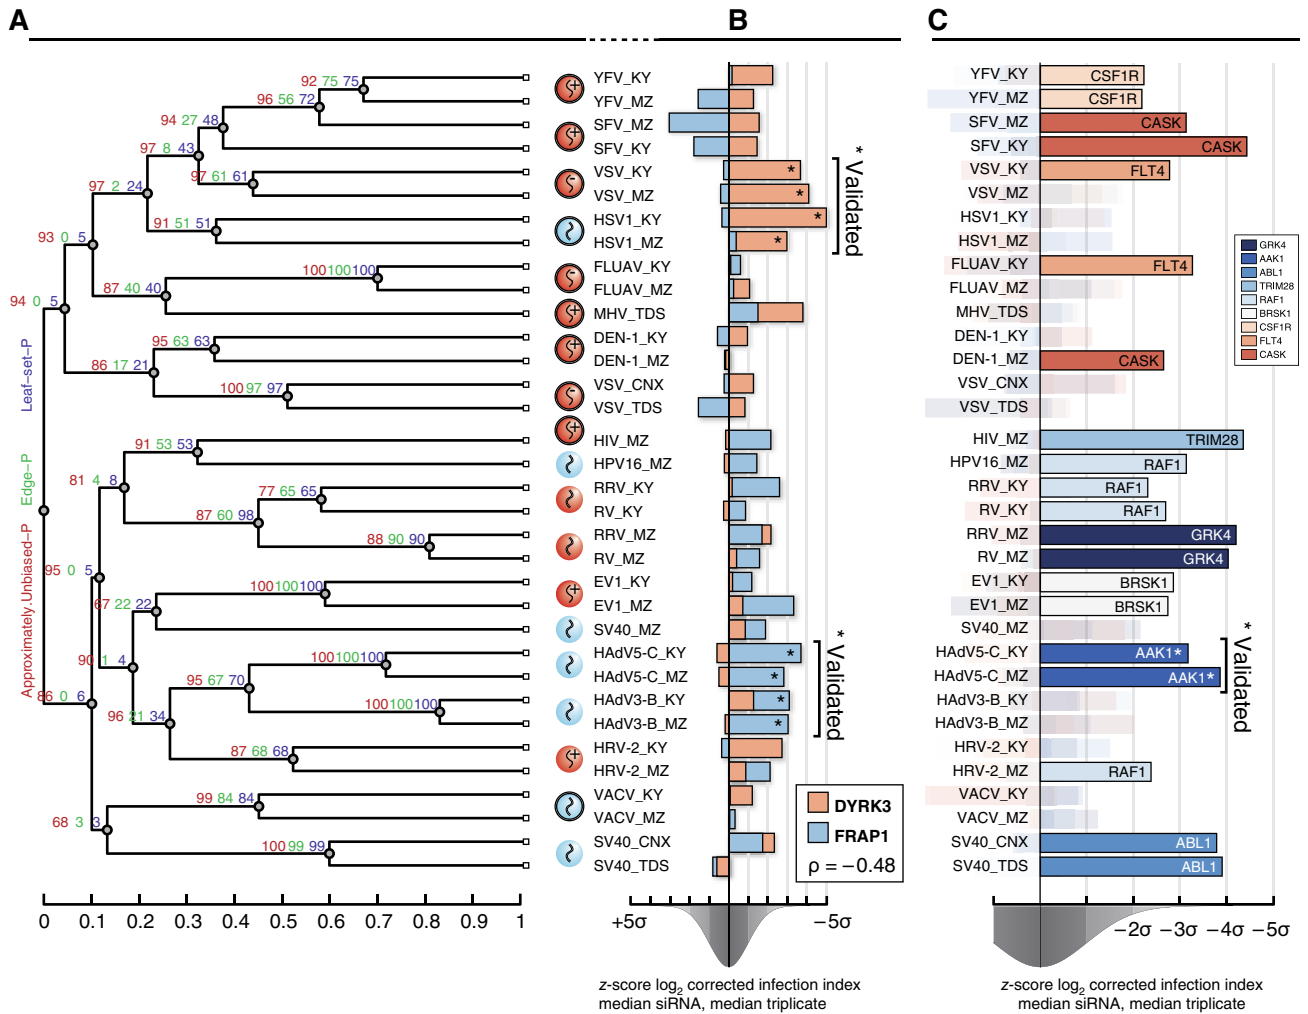 A
B
C
Approximately.Unbiased−P Edge−P Leaf−set−P
92 75 75
96 56 72
94 27 48
97 8 43
97 61 61
97 2 24
91 51 51
93 0 5
100 100 100
87 40 40
94 0 5
95 63 63
86 17 21
100 97 97
91 53 53
81 4 8
77 65 65
87 60 98
88 90 90
95 0 5
100 100 100
67 22 22
90 1 4
100 100 100
95 67 70
86 0 6
100 100 100
96 21 34
87 68 68
99 84 84
68 3 3
100 99 99
0 0.1 0.2 0.3 0.4 0.5 0.6 0.7 0.8 0.9 1
YFV_KY
YFV_MZ
SFV_MZ
SFV_KY
VSV_KY *
VSV_MZ *
HSV1_KY *
HSV1_MZ *
FLUAV_KY
FLUAV_MZ
MHV_TDS
DEN-1_KY
DEN-1_MZ
VSV_CNX
VSV_TDS
HIV_MZ
HPV16_MZ
RRV_KY
RV_KY
RRV_MZ
RV_MZ
EV1_KY
EV1_MZ
SV40_MZ
HAdV5-C_KY *
HAdV5-C_MZ *
HAdV3-B_KY *
HAdV3-B_MZ *
HRV-2_KY
HRV-2_MZ
VACV_KY
VACV_MZ
SV40_CNX
SV40_TDS
* Validated
* Validated
DYRK3
FRAP1
ρ = −0.48
+5σ −5σ
z-score log2 corrected infection index
median siRNA, median triplicate
YFV_KY CSF1R
YFV_MZ CSF1R
SFV_MZ CASK
SFV_KY CASK
VSV_KY FLT4
VSV_MZ
HSV1_KY
HSV1_MZ
FLUAV_KY FLT4
FLUAV_MZ
MHV_TDS
DEN-1_KY
DEN-1_MZ CASK
VSV_CNX
VSV_TDS
HIV_MZ TRIM28
HPV16_MZ RAF1
RRV_KY RAF1
RV_KY RAF1
RRV_MZ GRK4
RV_MZ GRK4
EV1_KY BRSK1
EV1_MZ BRSK1
SV40_MZ
HAdV5-C_KY AAK1*
HAdV5-C_MZ AAK1*
HAdV3-B_KY
HAdV3-B_MZ
HRV-2_KY
HRV-2_MZ RAF1
VACV_KY
VACV_MZ
SV40_CNX ABL1
SV40_TDS ABL1
* Validated
GRK4
AAK1
ABL1
TRIM28
RAF1
BRSK1
CSF1R
FLT4
CASK
−2σ −3σ −4σ −5σ
z-score log2 corrected infection index
median siRNA, median triplicate